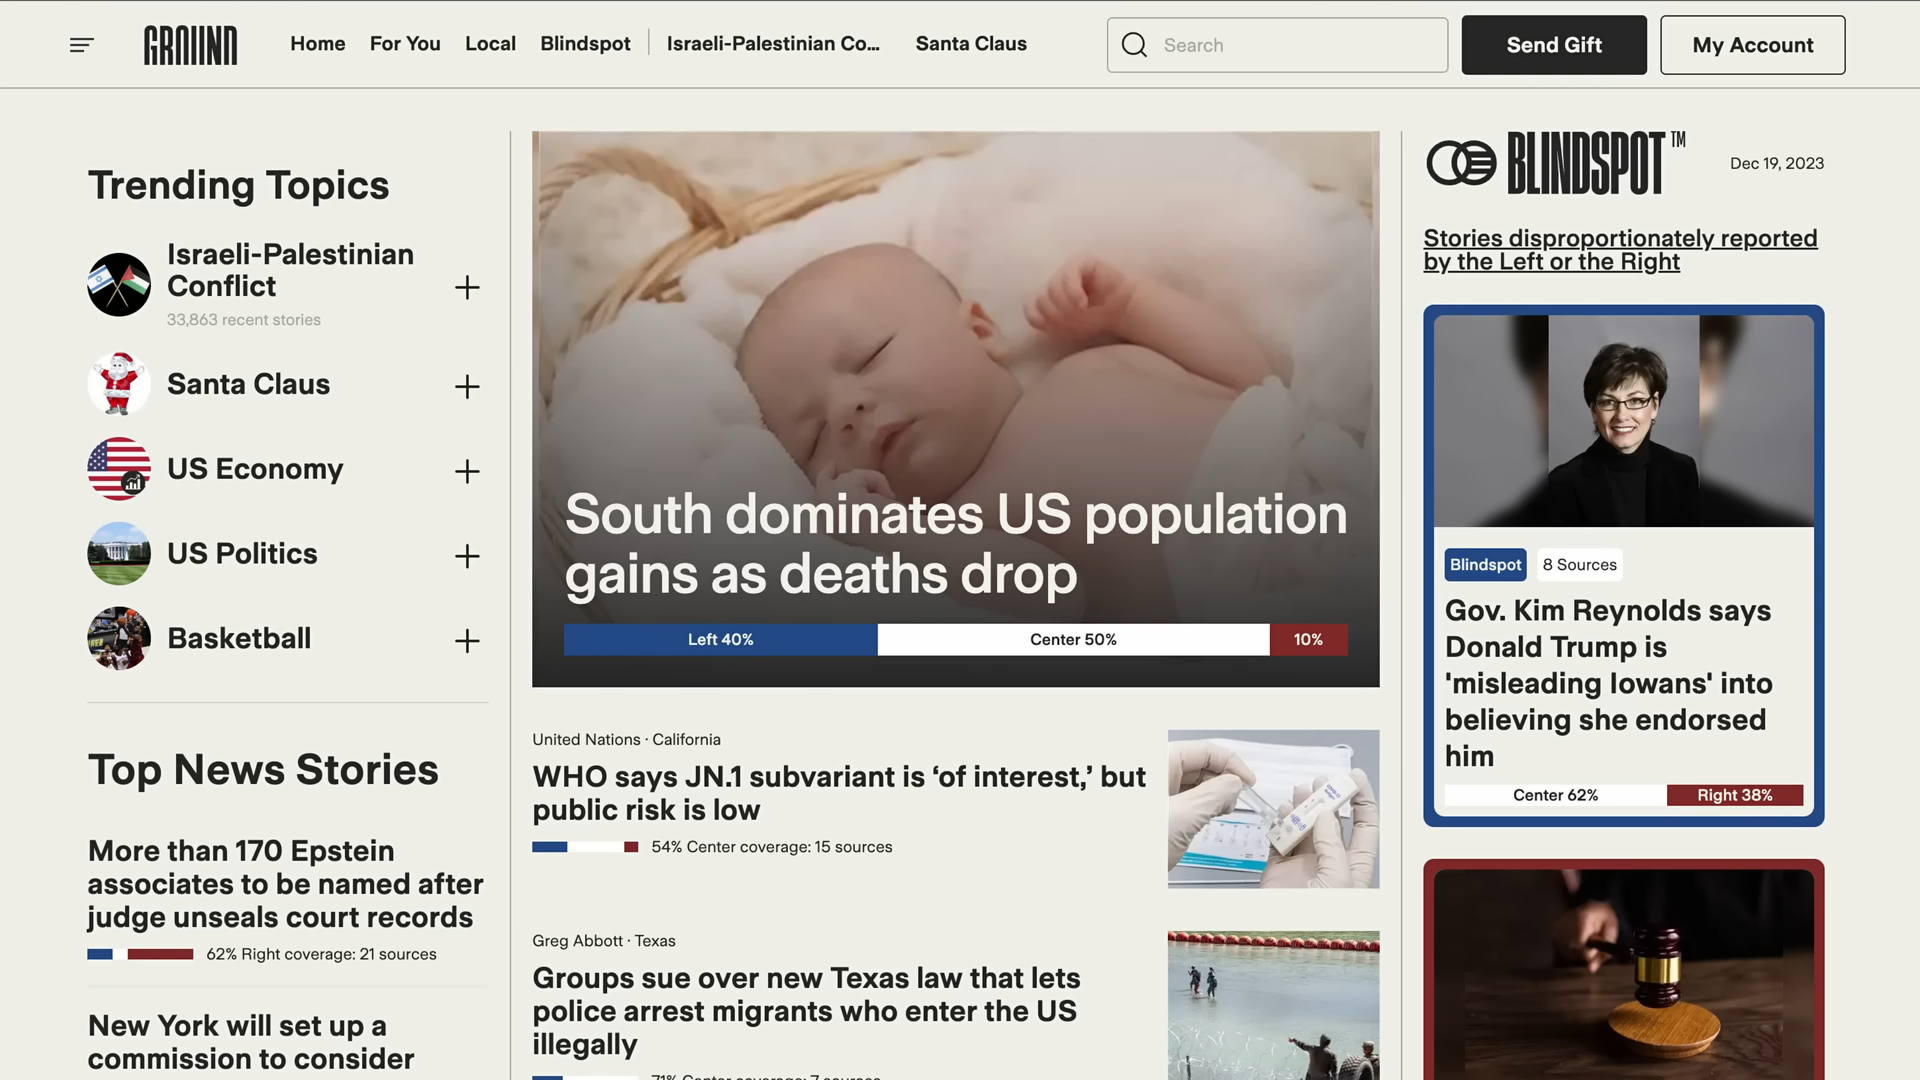 GROUND
Home
For You
Local
Blindspot
Israeli-Palestinian Co...
Santa Claus
Search
Send Gift
My Account
Trending Topics
Israeli-Palestinian
Conflict
33,863 recent stories
Santa Claus
US Economy
US Politics
Basketball
Top News Stories
More than 170 Epstein
associates to be named after
judge unseals court records
62% Right coverage: 21 sources
New York will set up a
commission to consider
South dominates US population
gains as deaths drop
Left 40%
Center 50%
10%
United Nations · California
WHO says JN.1 subvariant is ‘of interest,’ but
public risk is low
54% Center coverage: 15 sources
Greg Abbott · Texas
Groups sue over new Texas law that lets
police arrest migrants who enter the US
illegally
71% Center coverage: 7 sources
BLINDSPOT™
Dec 19, 2023
Stories disproportionately reported
by the Left or the Right
Blindspot
8 Sources
Gov. Kim Reynolds says
Donald Trump is
'misleading Iowans' into
believing she endorsed
him
Center 62%
Right 38%